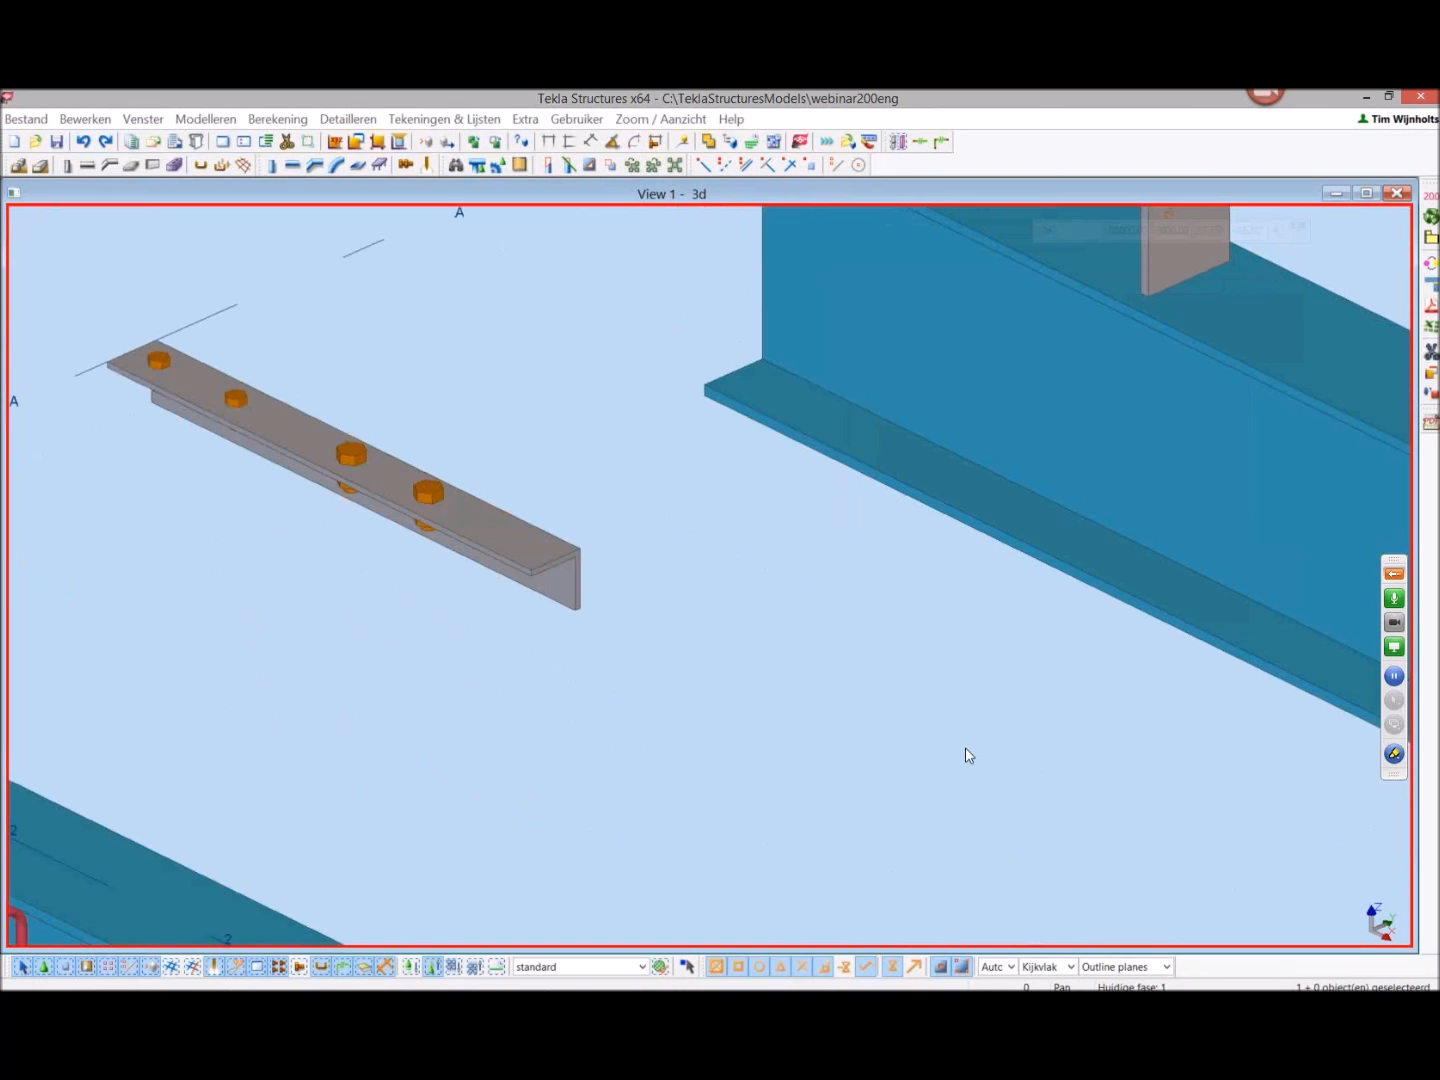 Tekla Structures x64 - C:\TeklaStructuresModels\webinar200eng
Bestand Bewerken Venster Modelleren Berekening Detailleren Tekeningen & Lijsten Extra Gebruiker Zoom / Aanzicht Help
Tim Wijnholts
View 1 - 3d
200
A
A
2
2
Z
standard
Autc
Kijkvlak
Outline planes
0 Pan Huidige fase: 1 1 + 0 object(en) geselecteerd